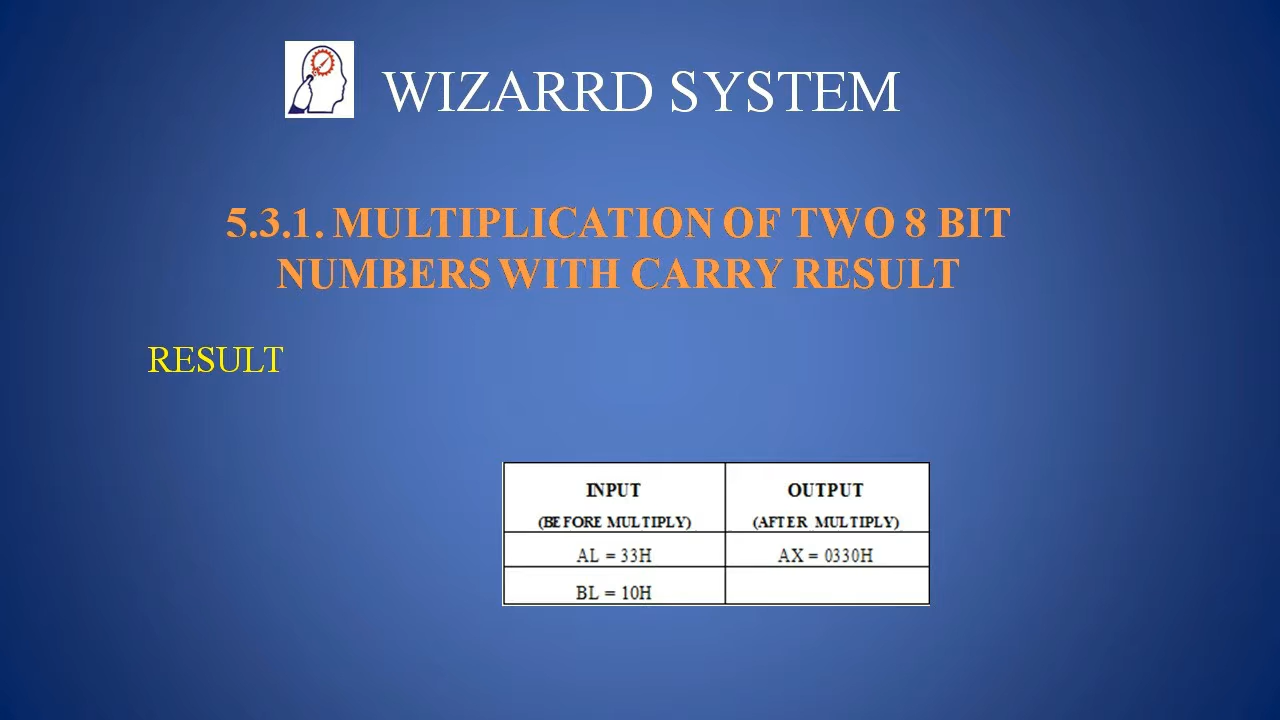 WIZARRD SYSTEM
5.3.1. MULTIPLICATION OF TWO 8 BIT
NUMBERS WITH CARRY RESULT
RESULT
INPUT OUTPUT
(BEFORE MULTIPLY) (AFTER MULTIPLY)
AL = 33H AX = 0330H
BL = 10H